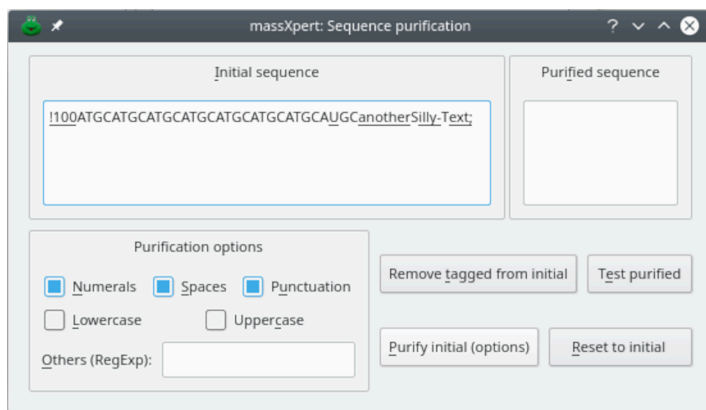 massXpert: Sequence purification
Initial sequence
Purified sequence
!100ATGCATGCATGCATGCATGCATGCATGCAUGCanotherSilly-Text;
Purification options
Numerals Spaces Punctuation
Lowercase Uppercase
Others (RegExp):
Remove tagged from initial Test purified
Purify initial (options) Reset to initial